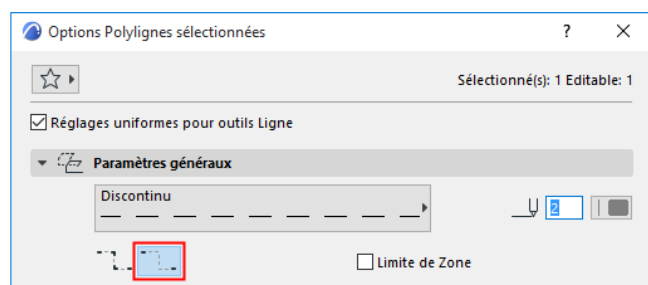 Options Polylignes sélectionnées ?
Sélectionné(s): 1 Editable: 1
Réglages uniformes pour outils Ligne
Paramètres généraux
Discontinu
2
Limite de Zone